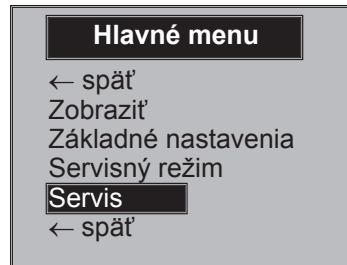 Hlavné menu
← späť
Zobraziť
Základné nastavenia
Servisný režim
Servis
← späť